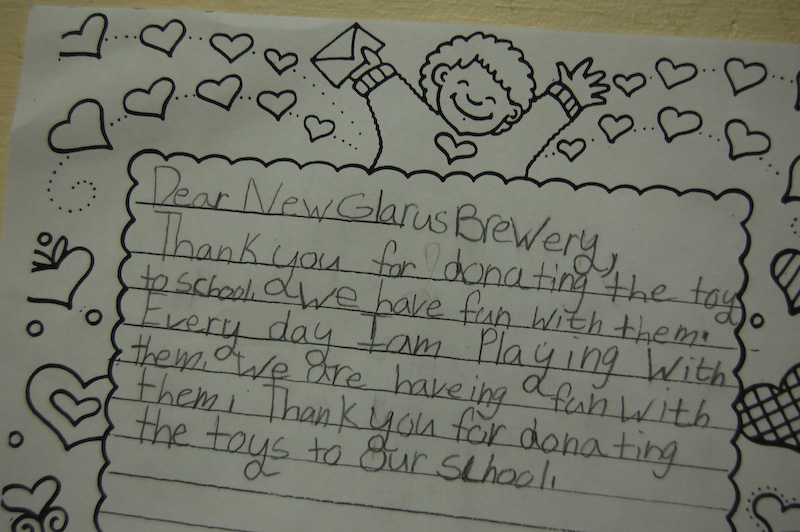 Dear New Glarus Brewery,
Thank you for donating the toy
to school. We have fun with them.
Every day I am Playing With
them. We are haveing fun With
them, Thank you for donating
the toys to our school.